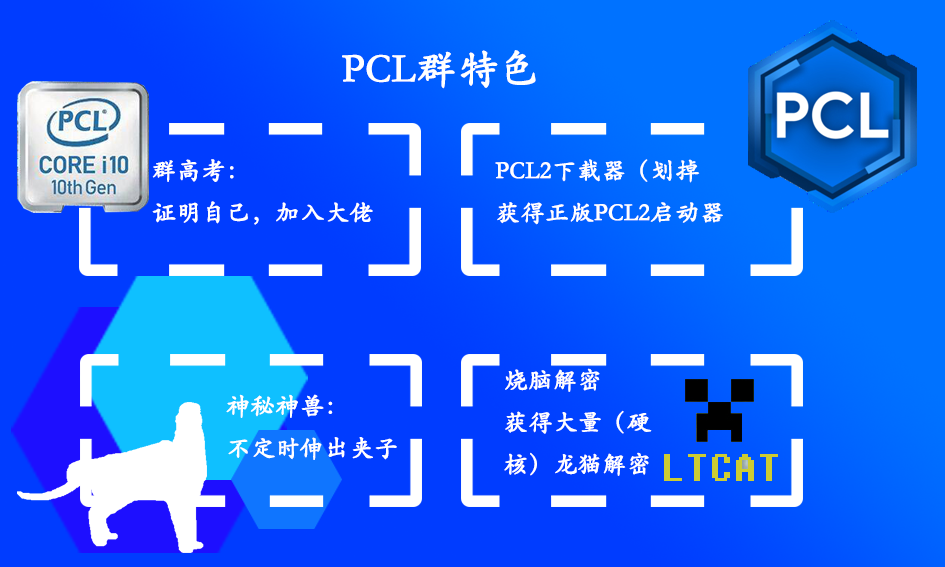 PCL群特色
PCL
CORE i10
10th Gen
PCL
群高考：
证明自己，加入大佬
PCL2下载器（划掉
获得正版PCL2启动器
神秘神兽：
不定时伸出夹子
烧脑解密
获得大量（硬
核）龙猫解密
LTCAT